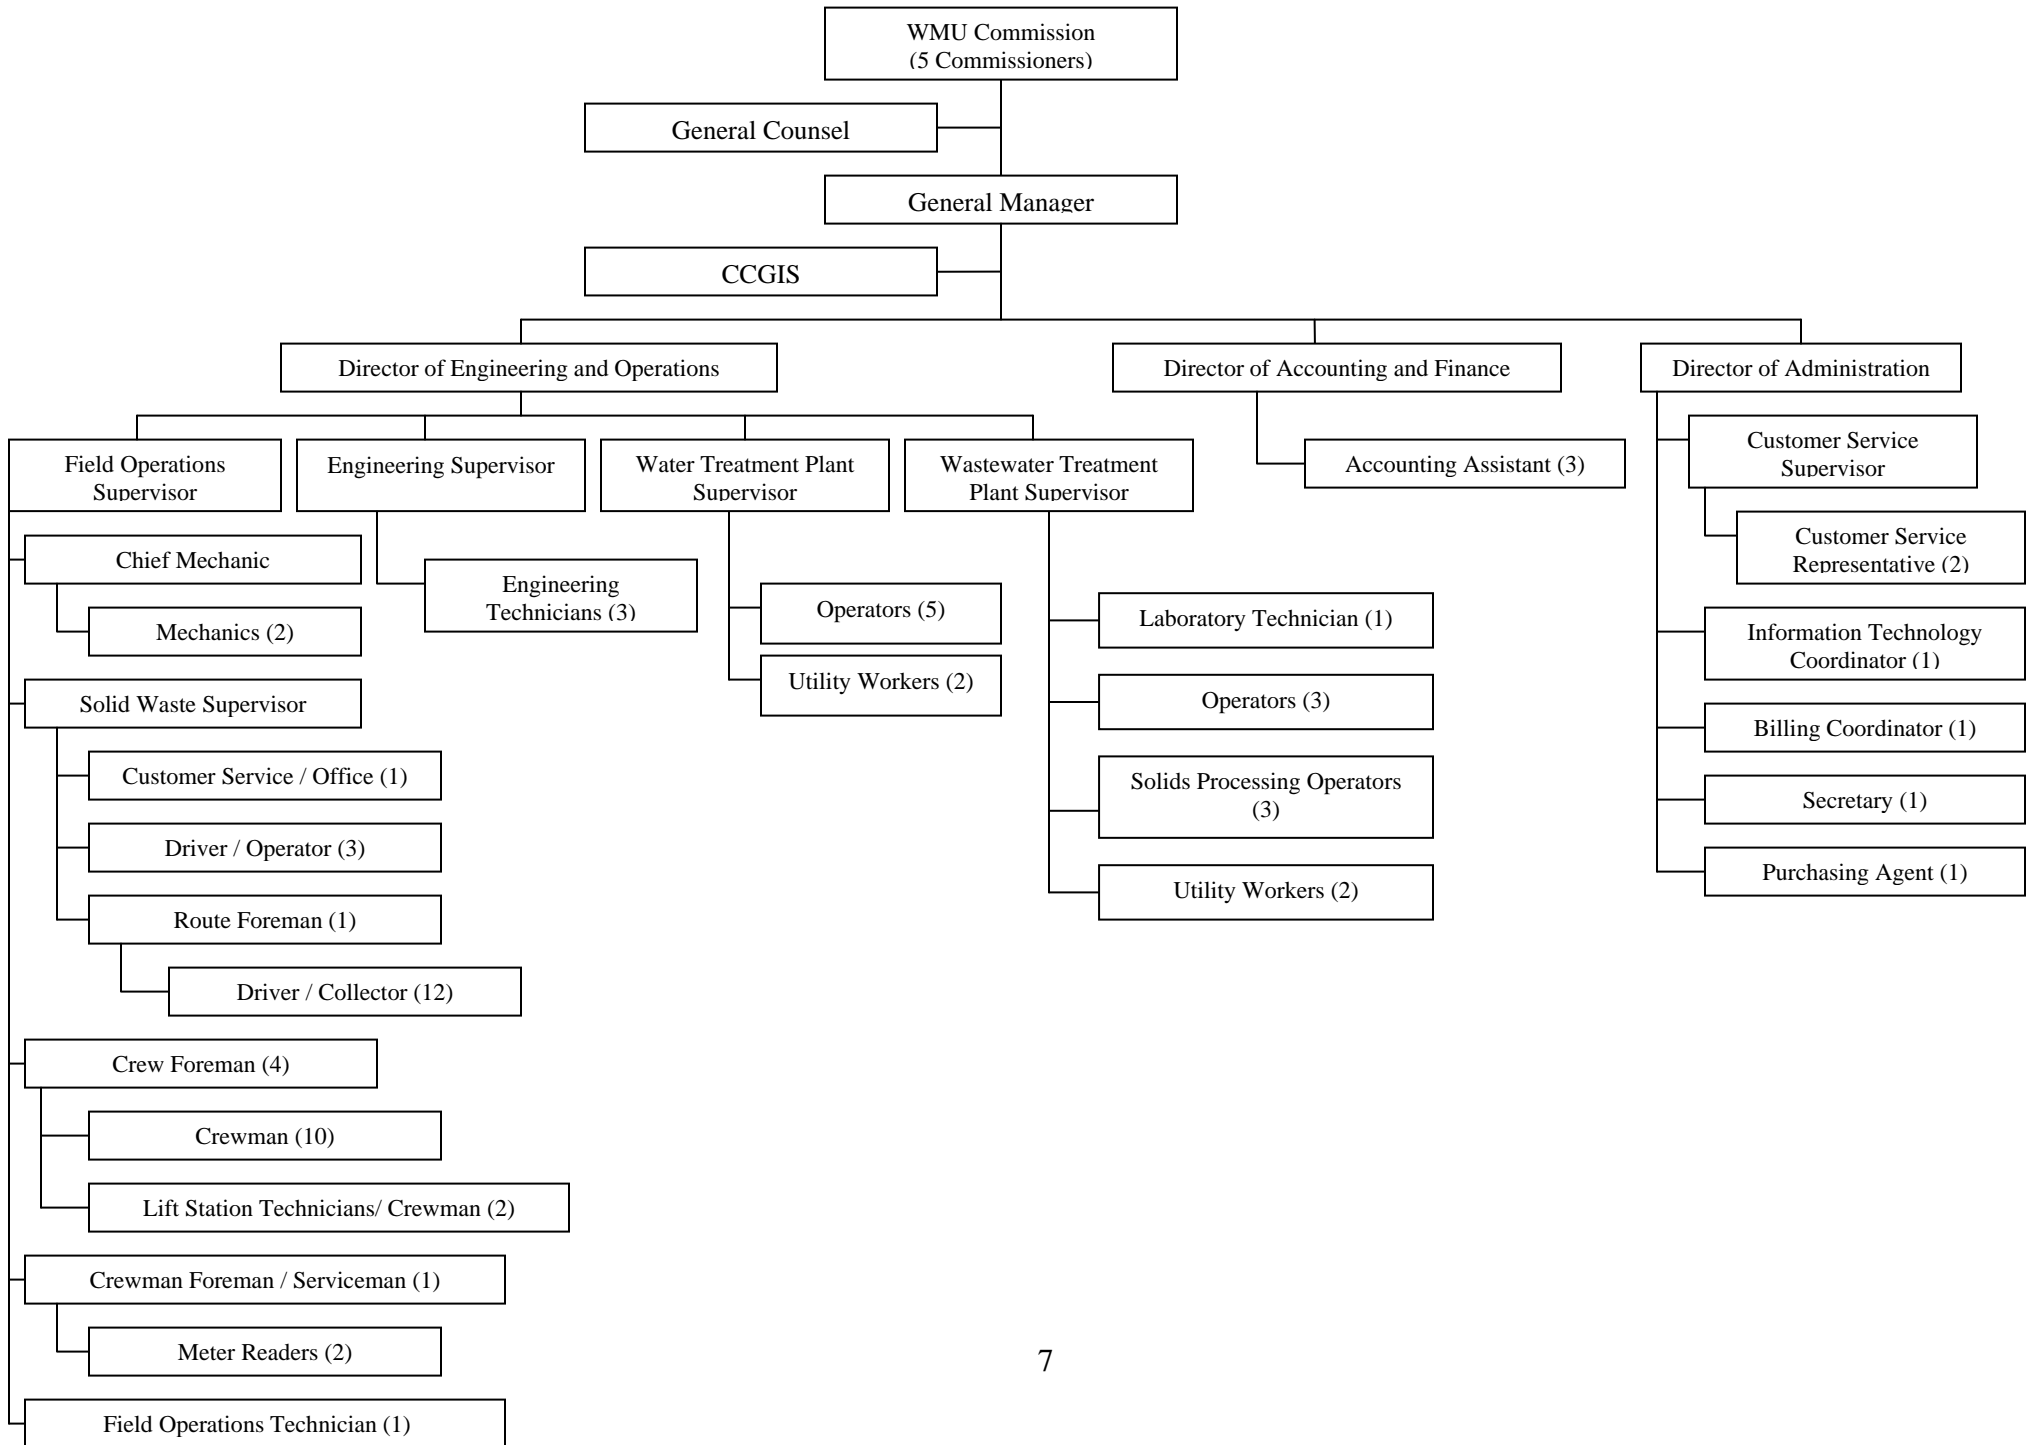 WMU Commission
(5 Commissioners)
General Counsel
General Manager
CCGIS
Director of Engineering and Operations
Director of Accounting and Finance
Director of Administration
Field Operations
Supervisor
Engineering Supervisor
Water Treatment Plant
Supervisor
Wastewater Treatment
Plant Supervisor
Accounting Assistant (3)
Customer Service
Supervisor
Customer Service
Representative (2)
Information Technology
Coordinator (1)
Billing Coordinator (1)
Secretary (1)
Purchasing Agent (1)
Chief Mechanic
Mechanics (2)
Solid Waste Supervisor
Customer Service / Office (1)
Driver / Operator (3)
Route Foreman (1)
Driver / Collector (12)
Crew Foreman (4)
Crewman (10)
Lift Station Technicians/ Crewman (2)
Crewman Foreman / Serviceman (1)
Meter Readers (2)
Field Operations Technician (1)
Engineering
Technicians (3)
Operators (5)
Utility Workers (2)
Laboratory Technician (1)
Operators (3)
Solids Processing Operators
(3)
Utility Workers (2)
7